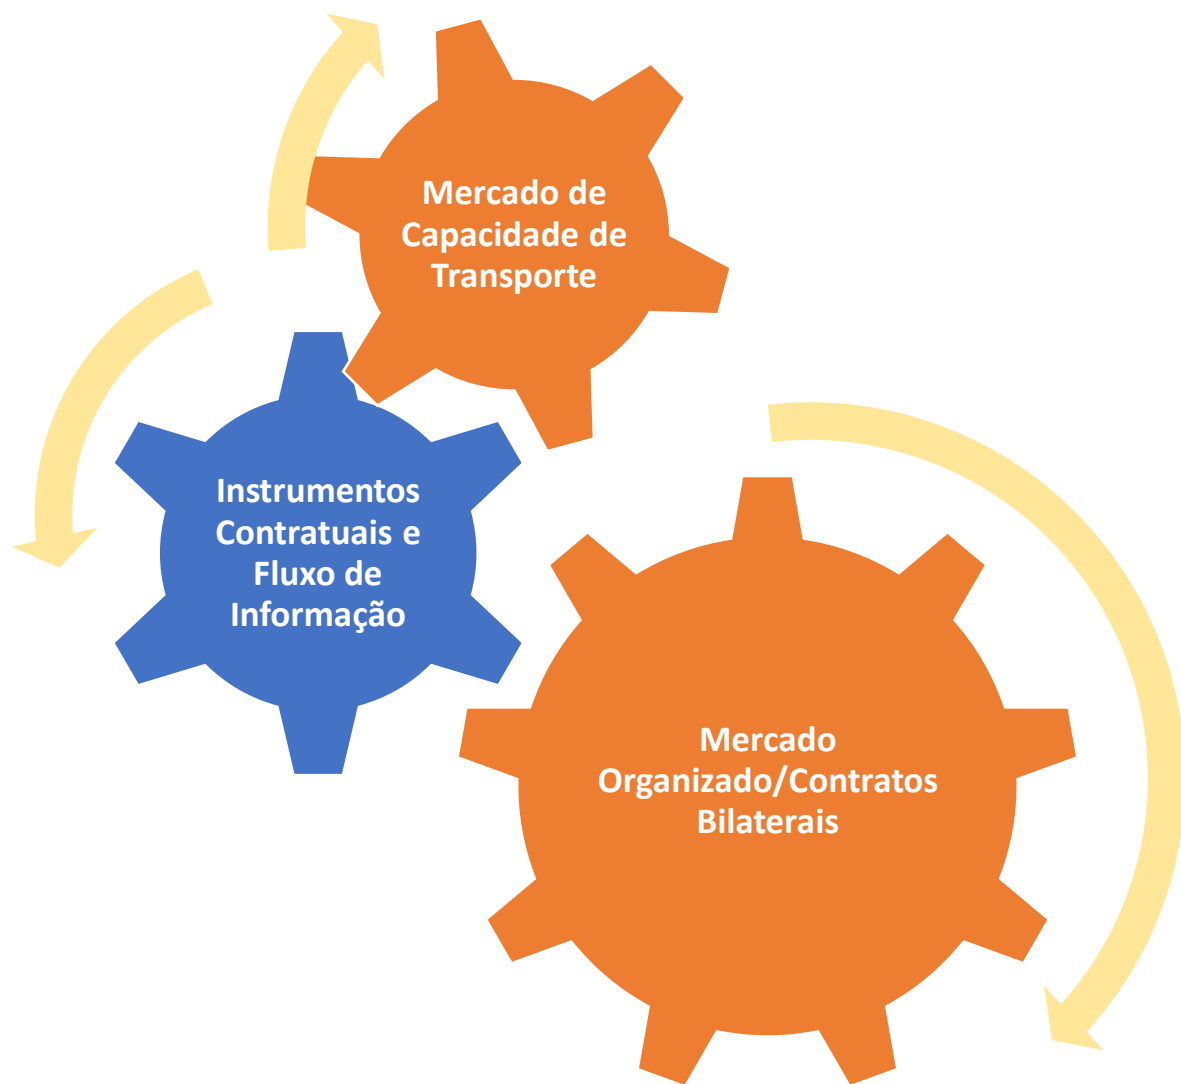 Mercado de
Capacidade de
Transporte
Instrumentos
Contratuais e
Fluxo de
Informação
Mercado
Organizado/Contratos
Bilaterais